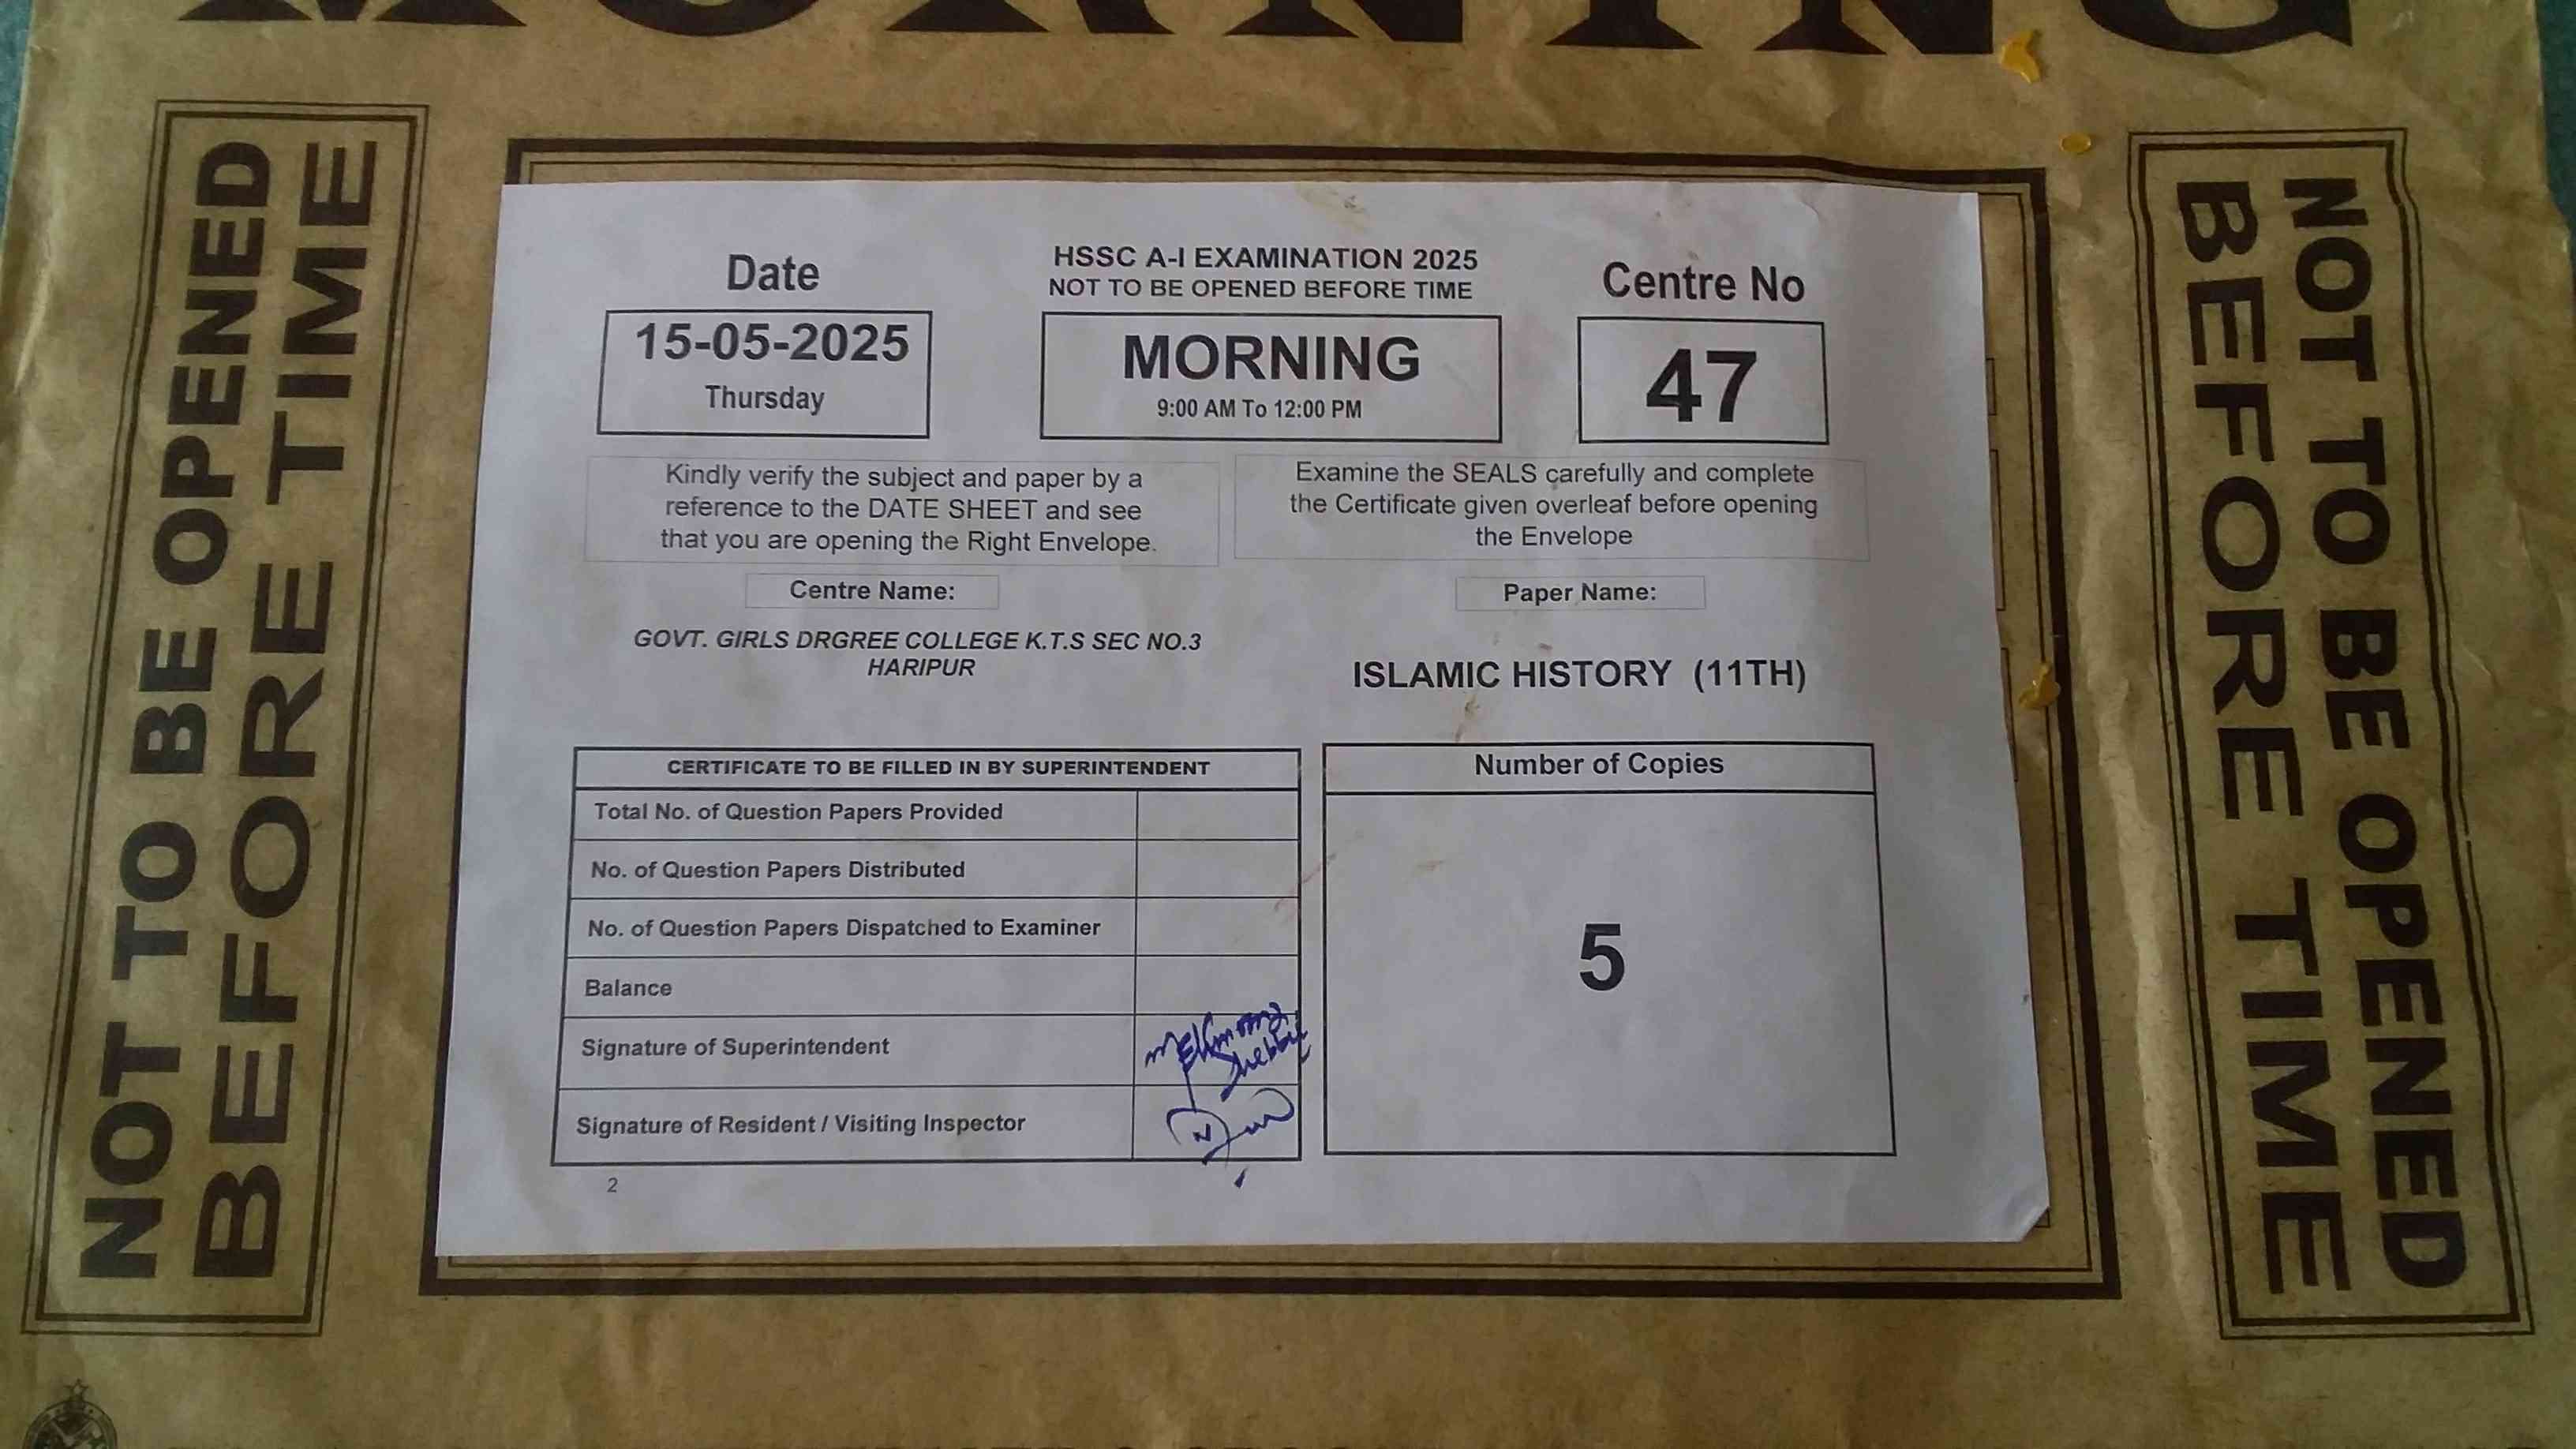 MORNING
NOT TO BE OPENED
BEFORE TIME
Date
15-05-2025
Thursday
HSSC A-I EXAMINATION 2025
NOT TO BE OPENED BEFORE TIME
MORNING
9:00 AM To 12:00 PM
Centre No
47
Kindly verify the subject and paper by a
reference to the DATE SHEET and see
that you are opening the Right Envelope.
Examine the SEALS carefully and complete
the Certificate given overleaf before opening
the Envelope
Centre Name:
GOVT. GIRLS DRGREE COLLEGE K.T.S SEC NO.3
HARIPUR
Paper Name:
ISLAMIC HISTORY (11TH)
CERTIFICATE TO BE FILLED IN BY SUPERINTENDENT
Total No. of Question Papers Provided
No. of Question Papers Distributed
No. of Question Papers Dispatched to Examiner
Balance
Signature of Superintendent
Signature of Resident / Visiting Inspector
2
Number of Copies
5
NOT TO BE OPENED
BEFORE TIME